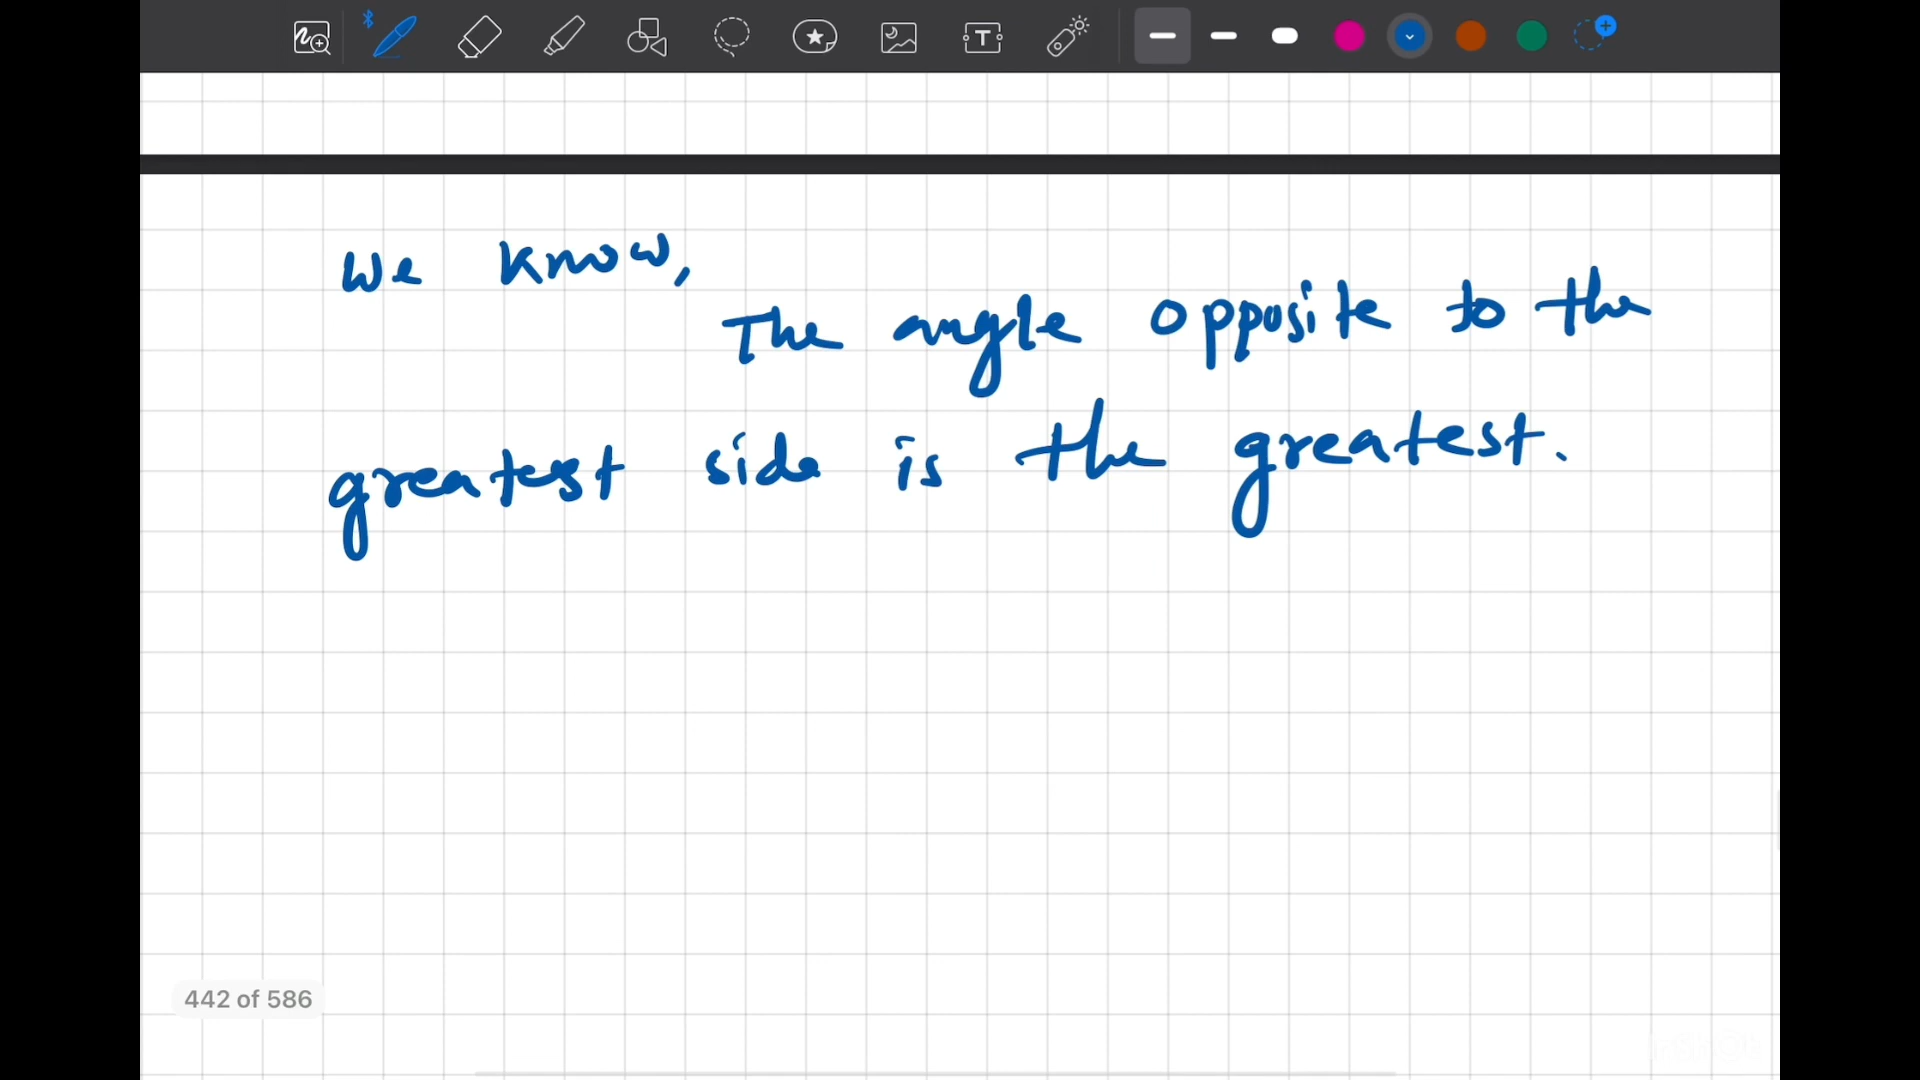 We know,
The angle opposite to the
greatest side is the greatest.
442 of 586